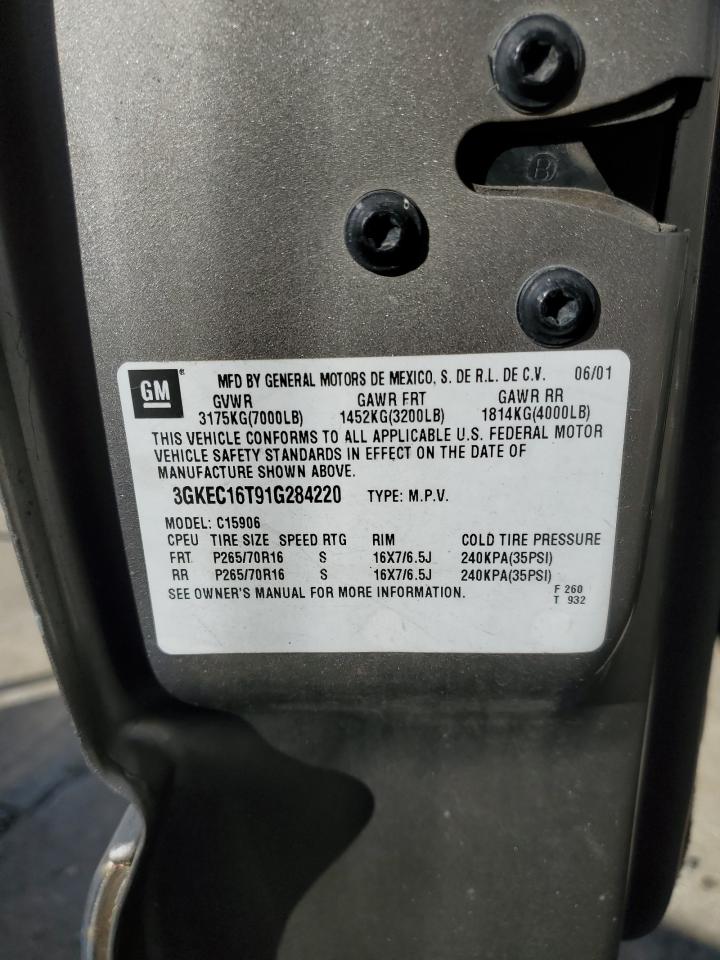 B
GM
MFD BY GENERAL MOTORS DE MEXICO, S. DE R.L. DE C.V. 06/01
GVWR GAWR FRT GAWR RR
3175KG(7000LB) 1452KG(3200LB) 1814KG(4000LB)
THIS VEHICLE CONFORMS TO ALL APPLICABLE U.S. FEDERAL MOTOR
VEHICLE SAFETY STANDARDS IN EFFECT ON THE DATE OF
MANUFACTURE SHOWN ABOVE.
3GKEC16T91G284220 TYPE: M.P.V.
MODEL: C15906
CPEU TIRE SIZE SPEED RTG RIM COLD TIRE PRESSURE
FRT P265/70R16 S 16X7/6.5J 240KPA(35PSI)
RR P265/70R16 S 16X7/6.5J 240KPA(35PSI)
SEE OWNER'S MANUAL FOR MORE INFORMATION. F 260
T 932